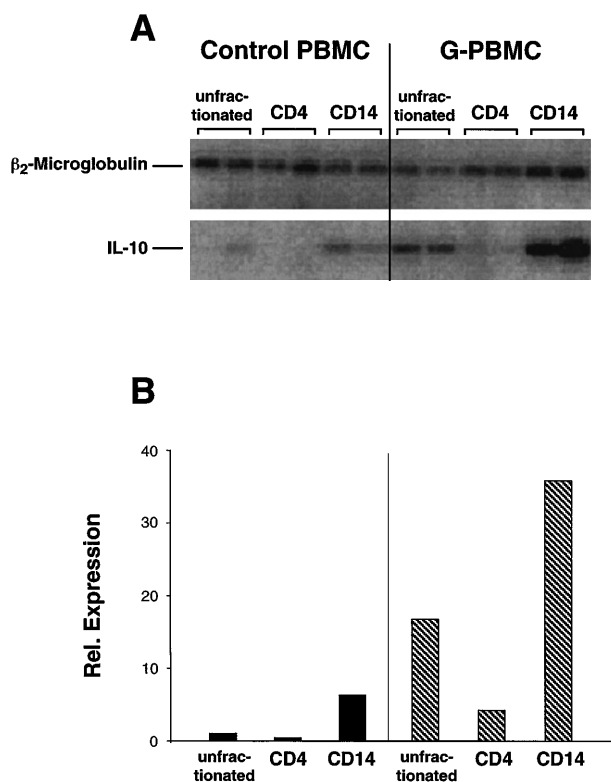 A
Control PBMC G-PBMC
unfrac-
tionated CD4 CD14 unfrac-
tionated CD4 CD14
β2-Microglobulin
IL-10
B
Rel. Expression
40
30
20
10
0
unfrac-
tionated CD4 CD14 unfrac-
tionated CD4 CD14